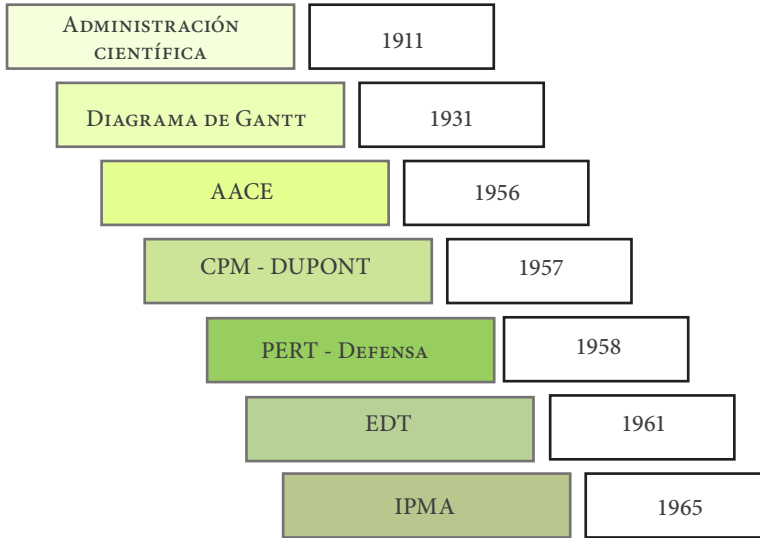 Administración
científica
1911
Diagrama de Gantt
1931
AACE
1956
CPM - DUPONT
1957
PERT - Defensa
1958
EDT
1961
IPMA
1965